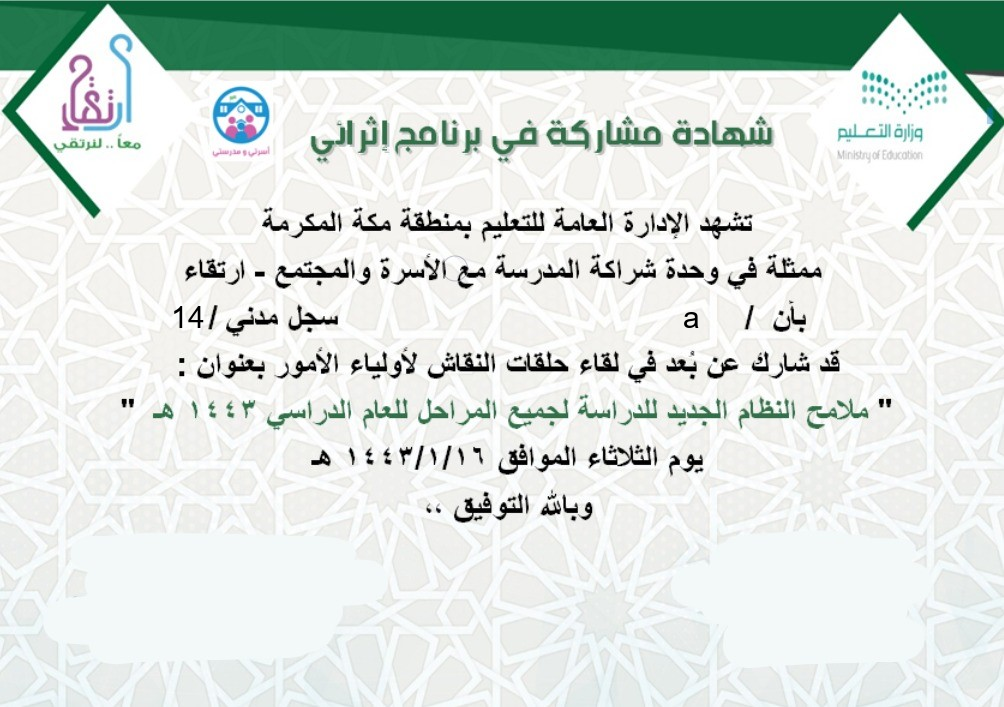 ارتقاء
معاً .. لنرتقي
أسرتي و مدرستي
وزارة التعليم
Ministry of Education
شهادة مشاركة في برنامج إثرائي
تشهد الإدارة العامة للتعليم بمنطقة مكة المكرمة
ممثلة في وحدة شراكة المدرسة مع الأسرة والمجتمع - ارتقاء
بأن / a سجل مدني /14
قد شارك عن بُعد في لقاء حلقات النقاش لأولياء الأمور بعنوان :
" ملامح النظام الجديد للدراسة لجميع المراحل للعام الدراسي ١٤٤٣ هـ "
يوم الثلاثاء الموافق ١٤٤٣/١/١٦ هـ
وبالله التوفيق ،،